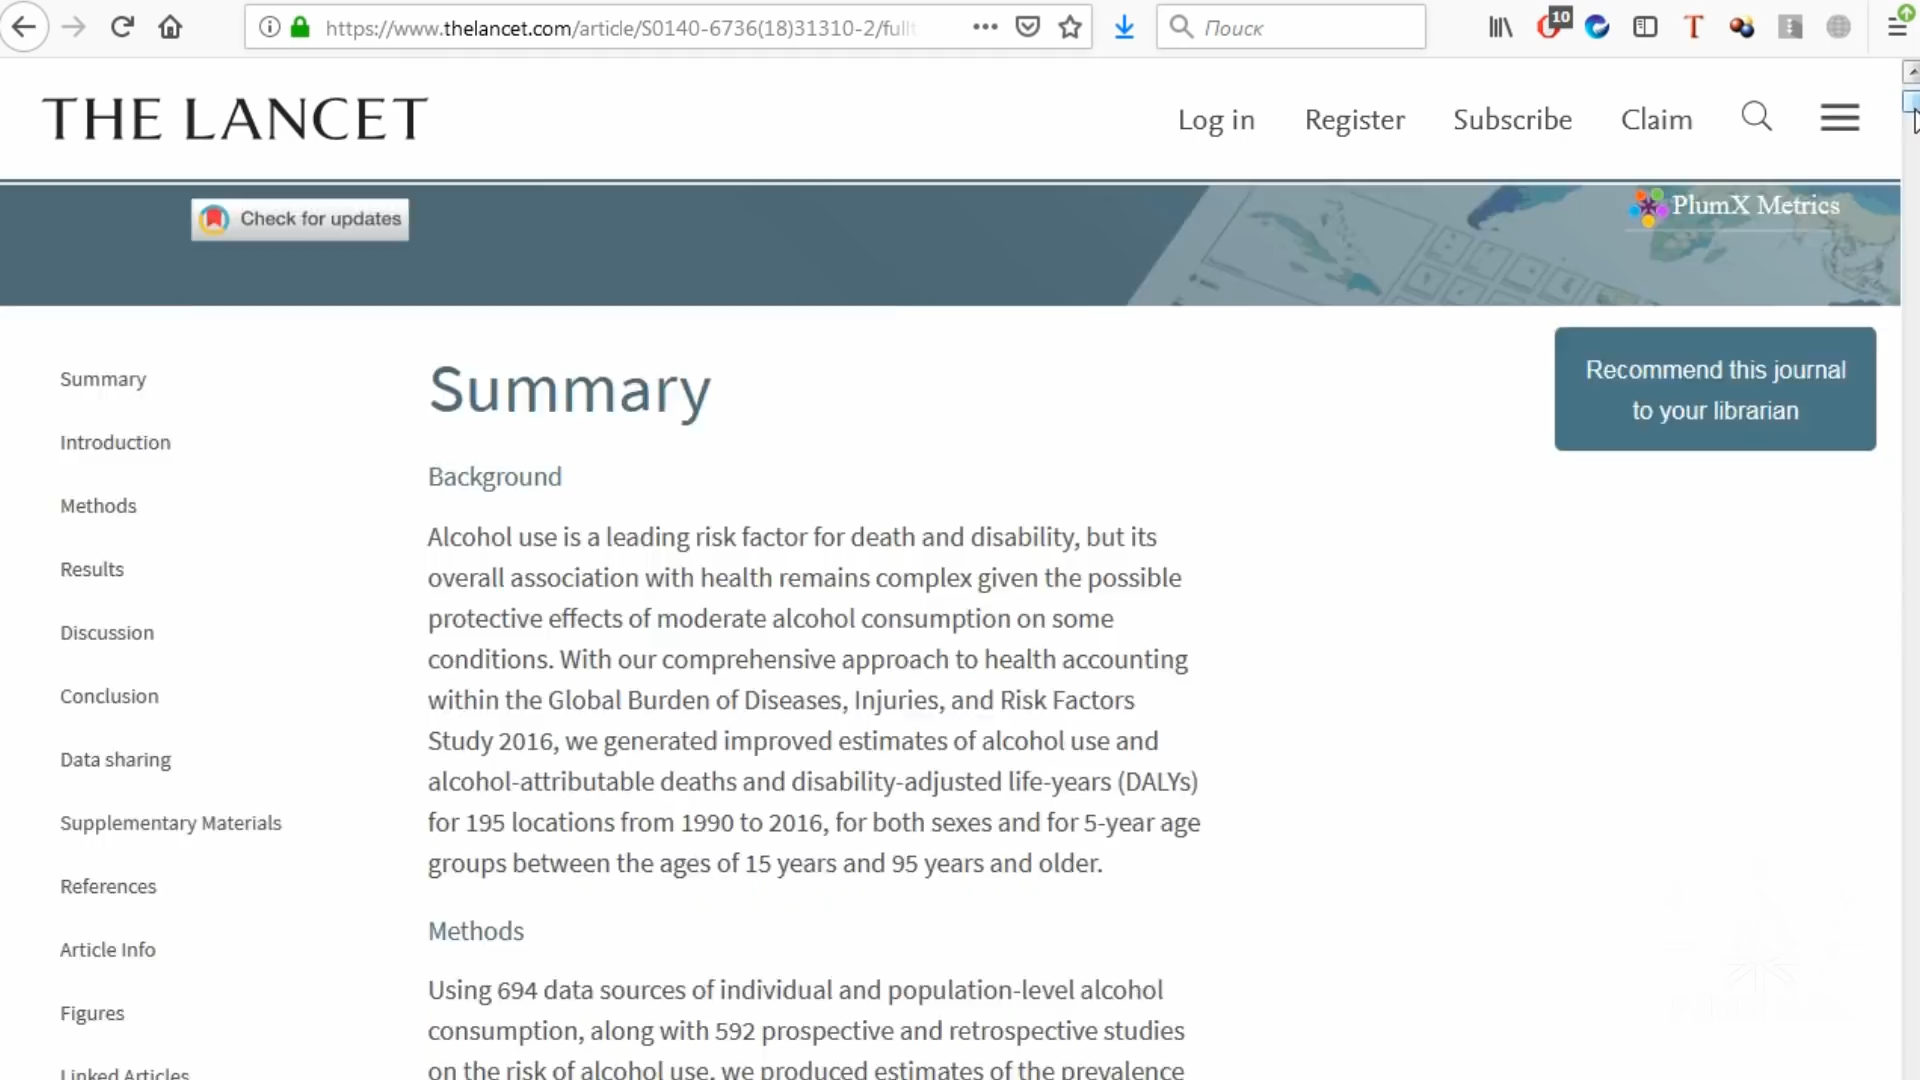 https://www.thelancet.com/article/S0140-6736(18)31310-2/fullt
Поиск
10
THE LANCET
Log in
Register
Subscribe
Claim
Check for updates
PlumX Metrics
Recommend this journal
to your librarian
Summary
Introduction
Methods
Results
Discussion
Conclusion
Data sharing
Supplementary Materials
References
Article Info
Figures
Linked Articles
Summary
Background
Alcohol use is a leading risk factor for death and disability, but its
overall association with health remains complex given the possible
protective effects of moderate alcohol consumption on some
conditions. With our comprehensive approach to health accounting
within the Global Burden of Diseases, Injuries, and Risk Factors
Study 2016, we generated improved estimates of alcohol use and
alcohol-attributable deaths and disability-adjusted life-years (DALYs)
for 195 locations from 1990 to 2016, for both sexes and for 5-year age
groups between the ages of 15 years and 95 years and older.
Methods
Using 694 data sources of individual and population-level alcohol
consumption, along with 592 prospective and retrospective studies
on the risk of alcohol use, we produced estimates of the prevalence